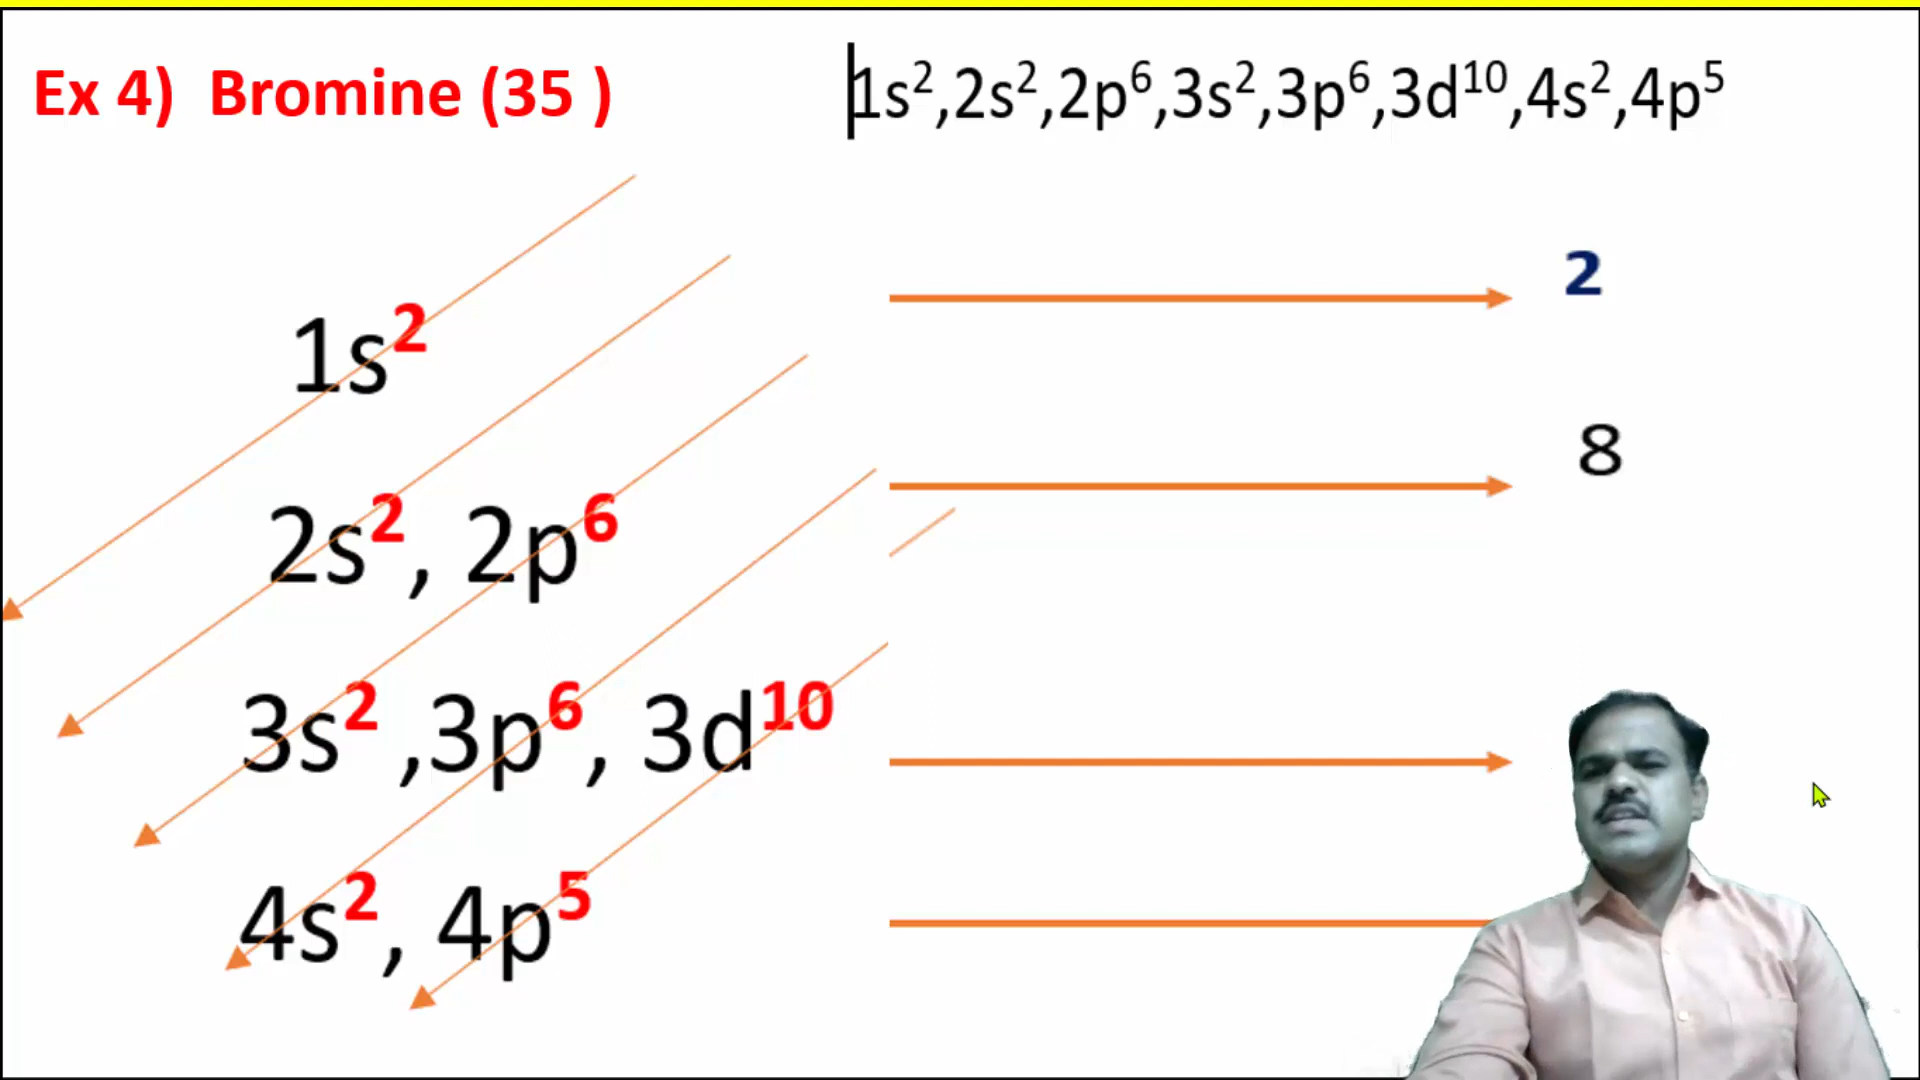 Ex 4) Bromine (35 )
1s²,2s²,2p⁶,3s²,3p⁶,3d¹⁰,4s²,4p⁵
1s²
2
2s², 2p⁶
8
3s² ,3p⁶, 3d¹⁰
4s², 4p⁵